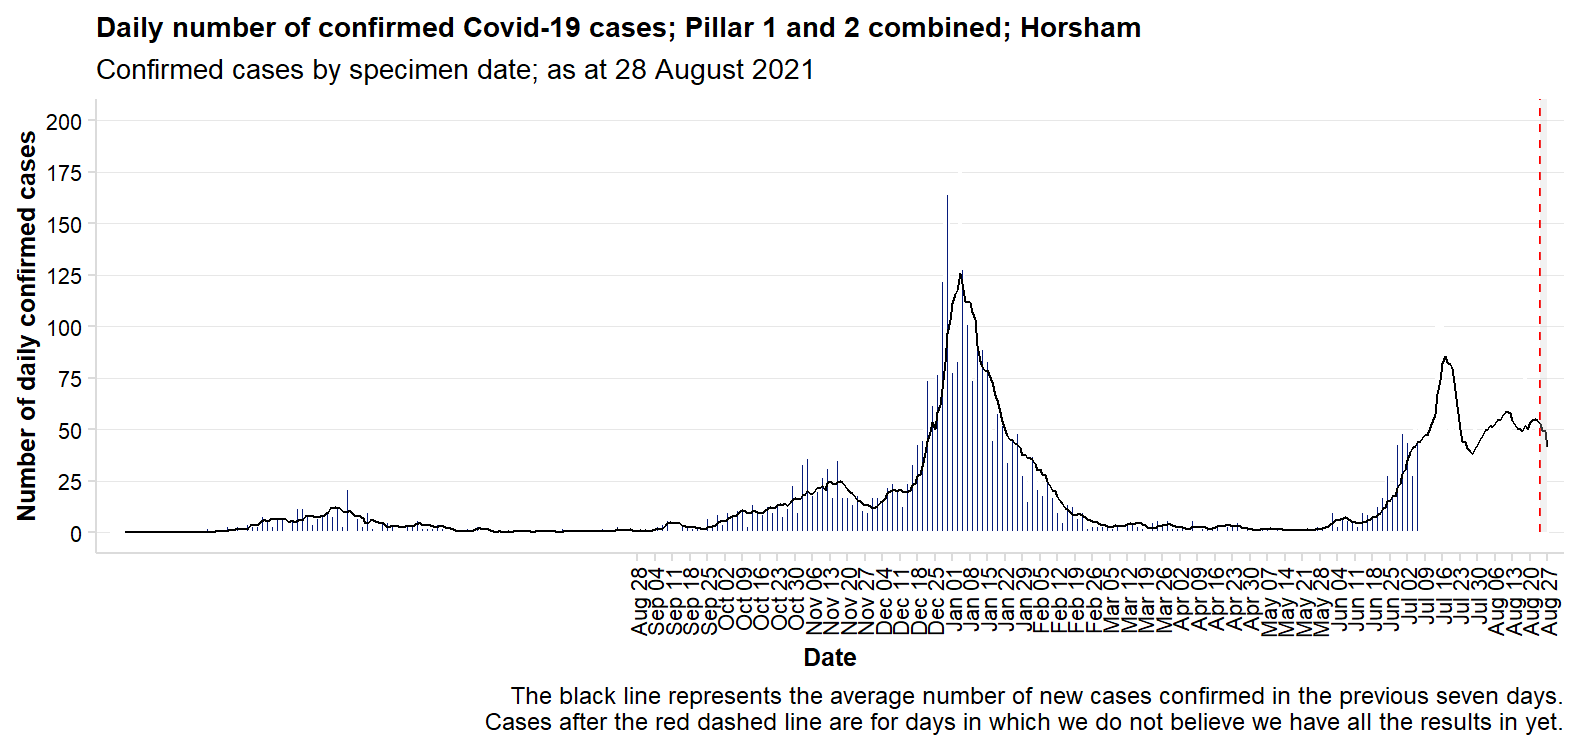 Daily number of confirmed Covid-19 cases; Pillar 1 and 2 combined; Horsham
Confirmed cases by specimen date; as at 28 August 2021
Number of daily confirmed cases
200
175
150
125
100
75
50
25
0
Aug 28
Sep 04
Sep 11
Sep 18
Sep 25
Oct 02
Oct 09
Oct 16
Oct 23
Oct 30
Nov 06
Nov 13
Nov 20
Nov 27
Dec 04
Dec 11
Dec 18
Dec 25
Jan 01
Jan 08
Jan 15
Jan 22
Jan 29
Feb 05
Feb 12
Feb 19
Feb 26
Mar 05
Mar 12
Mar 19
Mar 26
Apr 02
Apr 09
Apr 16
Apr 23
Apr 30
May 07
May 14
May 21
May 28
Jun 04
Jun 11
Jun 18
Jun 25
Jul 02
Jul 09
Jul 16
Jul 23
Jul 30
Aug 06
Aug 13
Aug 20
Aug 27
Date
The black line represents the average number of new cases confirmed in the previous seven days.
Cases after the red dashed line are for days in which we do not believe we have all the results in yet.